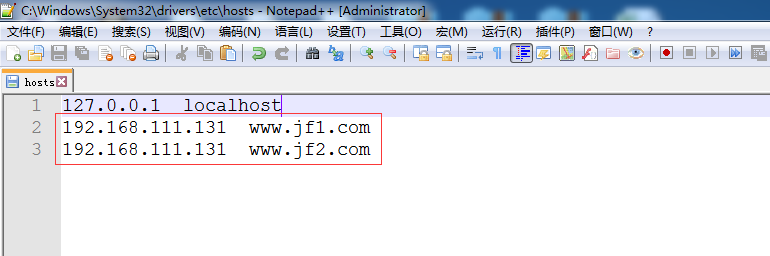 C:\Windows\System32\drivers\etc\hosts - Notepad++ [Administrator]
文件(F) 编辑(E) 搜索(S) 视图(V) 编码(N) 语言(L) 设置(T) 工具(O) 宏(M) 运行(R) 插件(P) 窗口(W) ?
hosts
1 127.0.0.1 localhost
2 192.168.111.131 www.jf1.com
3 192.168.111.131 www.jf2.com